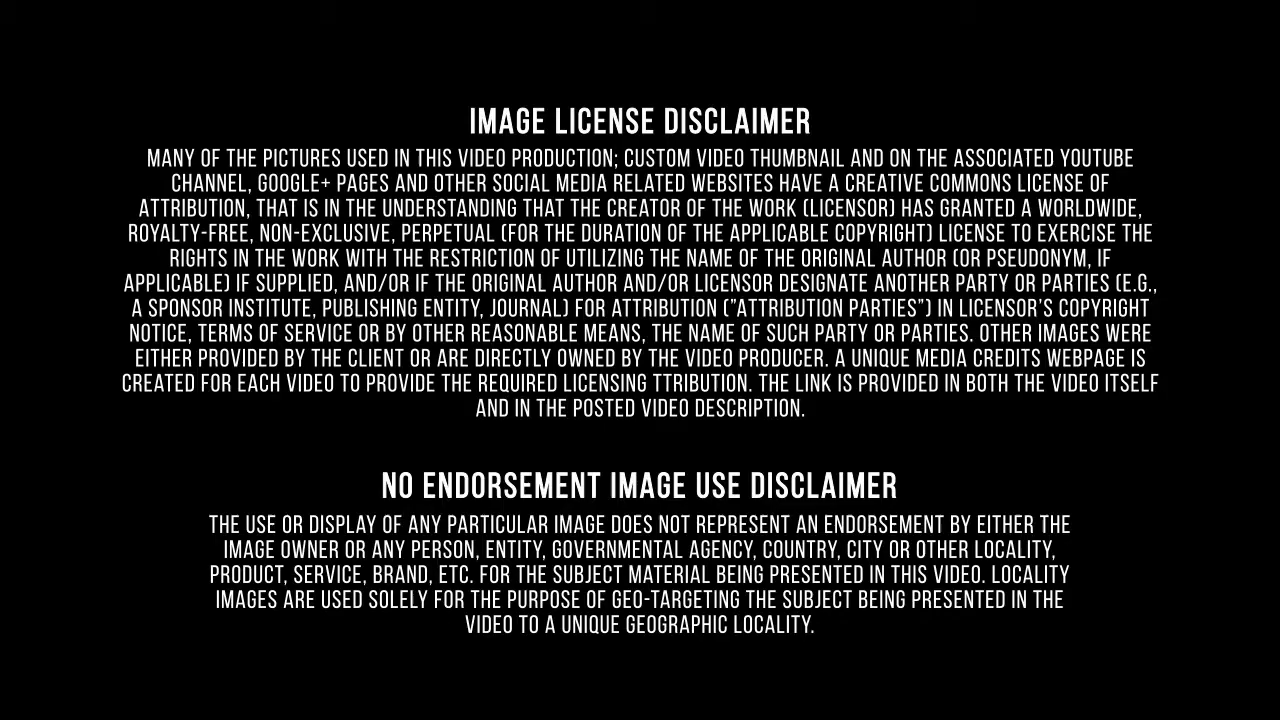 IMAGE LICENSE DISCLAIMER
MANY OF THE PICTURES USED IN THIS VIDEO PRODUCTION; CUSTOM VIDEO THUMBNAIL AND ON THE ASSOCIATED YOUTUBE
CHANNEL, GOOGLE+ PAGES AND OTHER SOCIAL MEDIA RELATED WEBSITES HAVE A CREATIVE COMMONS LICENSE OF
ATTRIBUTION, THAT IS IN THE UNDERSTANDING THAT THE CREATOR OF THE WORK (LICENSOR) HAS GRANTED A WORLDWIDE,
ROYALTY-FREE, NON-EXCLUSIVE, PERPETUAL (FOR THE DURATION OF THE APPLICABLE COPYRIGHT) LICENSE TO EXERCISE THE
RIGHTS IN THE WORK WITH THE RESTRICTION OF UTILIZING THE NAME OF THE ORIGINAL AUTHOR (OR PSEUDONYM, IF
APPLICABLE) IF SUPPLIED, AND/OR IF THE ORIGINAL AUTHOR AND/OR LICENSOR DESIGNATE ANOTHER PARTY OR PARTIES (E.G.,
A SPONSOR INSTITUTE, PUBLISHING ENTITY, JOURNAL) FOR ATTRIBUTION ("ATTRIBUTION PARTIES") IN LICENSOR'S COPYRIGHT
NOTICE, TERMS OF SERVICE OR BY OTHER REASONABLE MEANS, THE NAME OF SUCH PARTY OR PARTIES. OTHER IMAGES WERE
EITHER PROVIDED BY THE CLIENT OR ARE DIRECTLY OWNED BY THE VIDEO PRODUCER. A UNIQUE MEDIA CREDITS WEBPAGE IS
CREATED FOR EACH VIDEO TO PROVIDE THE REQUIRED LICENSING TTRIBUTION. THE LINK IS PROVIDED IN BOTH THE VIDEO ITSELF
AND IN THE POSTED VIDEO DESCRIPTION.
NO ENDORSEMENT IMAGE USE DISCLAIMER
THE USE OR DISPLAY OF ANY PARTICULAR IMAGE DOES NOT REPRESENT AN ENDORSEMENT BY EITHER THE
IMAGE OWNER OR ANY PERSON, ENTITY, GOVERNMENTAL AGENCY, COUNTRY, CITY OR OTHER LOCALITY,
PRODUCT, SERVICE, BRAND, ETC. FOR THE SUBJECT MATERIAL BEING PRESENTED IN THIS VIDEO. LOCALITY
IMAGES ARE USED SOLELY FOR THE PURPOSE OF GEO-TARGETING THE SUBJECT BEING PRESENTED IN THE
VIDEO TO A UNIQUE GEOGRAPHIC LOCALITY.